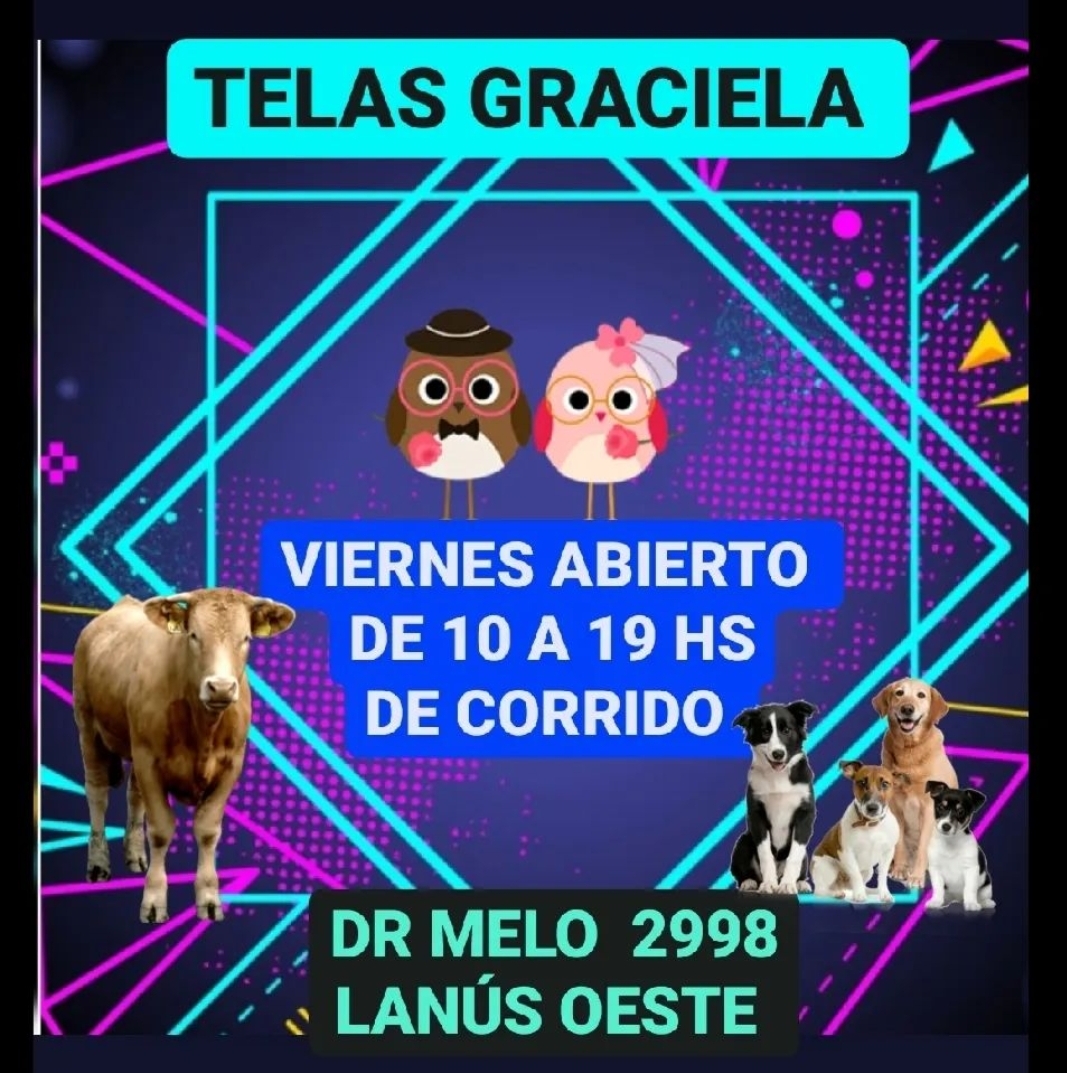 TELAS GRACIELA
VIERNES ABIERTO
DE 10 A 19 HS
DE CORRIDO
DR MELO 2998
LANÚS OESTE